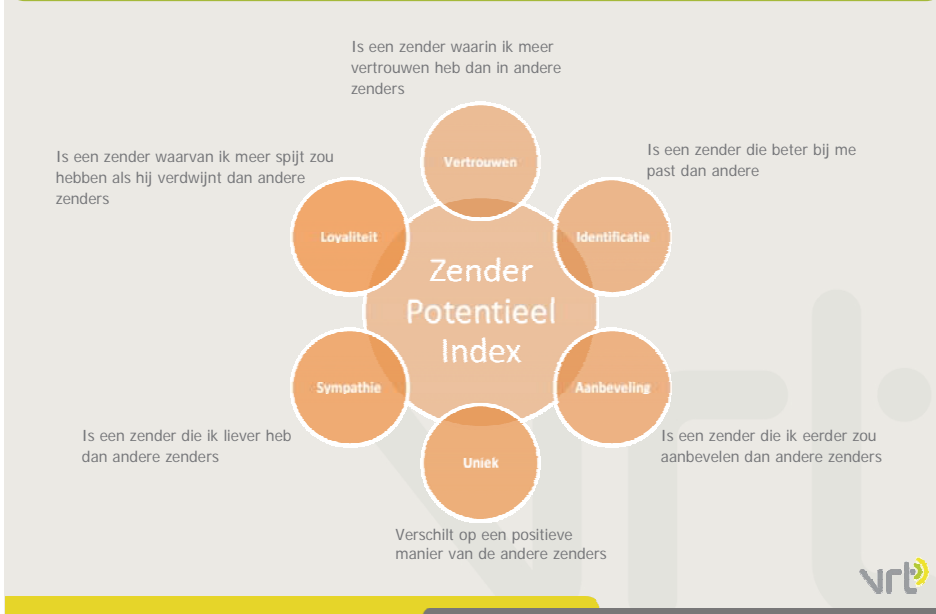 Is een zender waarin ik meer
vertrouwen heb dan in andere
zenders
Vertrouwen
Is een zender waarvan ik meer spijt zou
hebben als hij verdwijnt dan andere
zenders
Is een zender die beter bij me
past dan andere
Loyaliteit
Identificatie
Zender
Potentieel
Index
Sympathie
Aanbeveling
Is een zender die ik liever heb
dan andere zenders
Uniek
Is een zender die ik eerder zou
aanbevelen dan andere zenders
Verschilt op een positieve
manier van de andere zenders
vrt